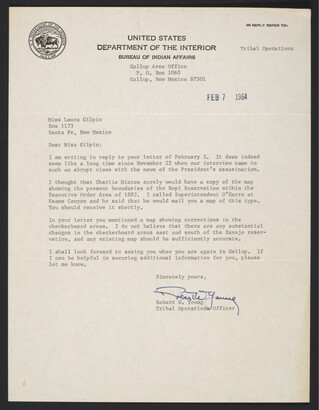 IN REPLY REFER TO:
UNITED STATES
DEPARTMENT OF THE INTERIOR
Tribal Operations
BUREAU OF INDIAN AFFAIRS
Gallup Area Office
P. O. Box 1060
Gallup, New Mexico 87301
FEB 7 1964
Miss Laura Gilpin
Box 1173
Santa Fe, New Mexico
Dear Miss Gilpin:
I am writing in reply to your letter of February 5. It does indeed
seem like a long time since November 22 when our interview came to
such an abrupt close with the news of the President's assassination.
I thought that Charlie Minton surely would have a copy of the map
showing the present boundaries of the Hopi Reservation within the
Executive Order Area of 1882. I called Superintendent O'Harra at
Keams Canyon and he said that he would mail you a map of this type.
You should receive it shortly.
In your letter you mentioned a map showing corrections in the
checkerboard areas. I do not believe that there are any substantial
changes in the checkerboard areas east and south of the Navajo reser-
vation, and any existing map should be sufficiently accurate.
I shall look forward to seeing you when you are again in Gallup. If
I can be helpful in securing additional information for you, please
let me know.
Sincerely yours,
Robert W. Young
Robert W. Young
Tribal Operations Officer